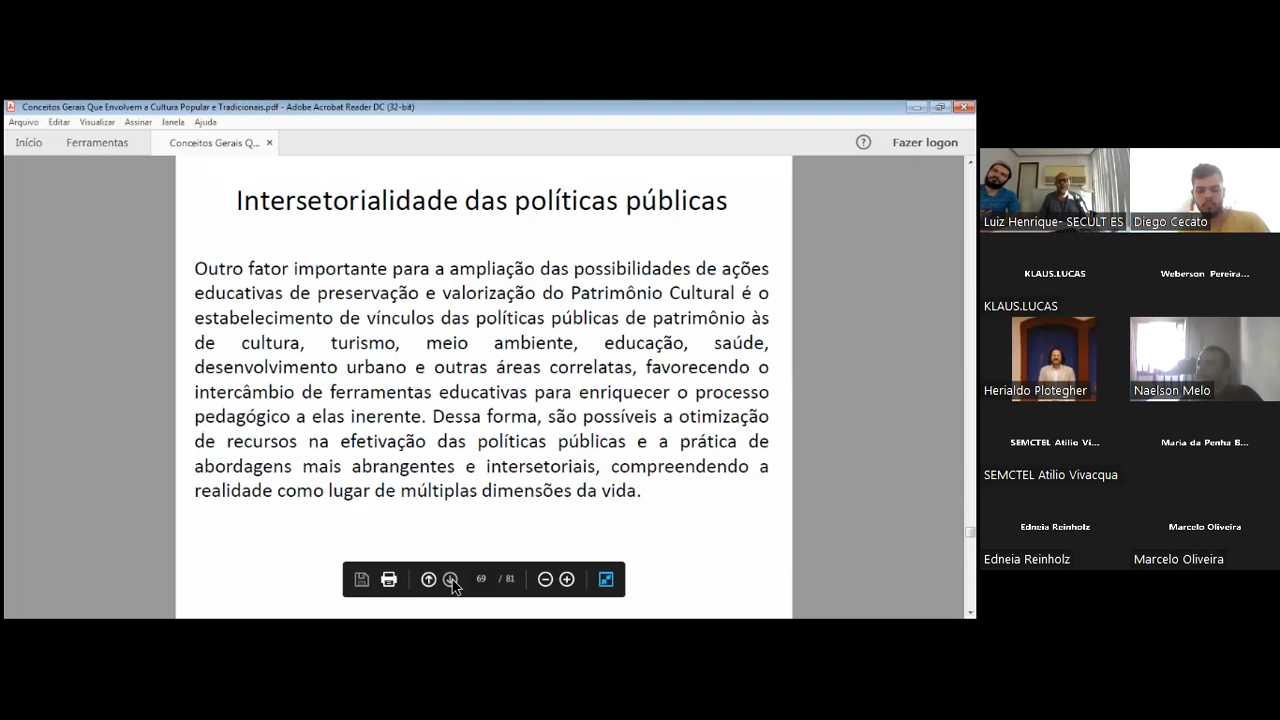 Conceitos Gerais Que Envolvem a Cultura Popular e Tradicionais.pdf - Adobe Acrobat Reader DC (32-bit)
Arquivo Editar Visualizar Assinar Janela Ajuda
Início Ferramentas Conceitos Gerais Q... × ? Fazer logon
Intersetorialidade das políticas públicas
Outro fator importante para a ampliação das possibilidades de ações
educativas de preservação e valorização do Patrimônio Cultural é o
estabelecimento de vínculos das políticas públicas de patrimônio às
de cultura, turismo, meio ambiente, educação, saúde,
desenvolvimento urbano e outras áreas correlatas, favorecendo o
intercâmbio de ferramentas educativas para enriquecer o processo
pedagógico a elas inerente. Dessa forma, são possíveis a otimização
de recursos na efetivação das políticas públicas e a prática de
abordagens mais abrangentes e intersetoriais, compreendendo a
realidade como lugar de múltiplas dimensões da vida.
69 / 81
Luiz Henrique- SECULT ES
Diego Cecato
KLAUS.LUCAS
Weberson Pereira...
KLAUS.LUCAS
Herialdo Plotegher
Naelson Melo
SEMCTEL Atilio Vi...
Maria da Penha B...
SEMCTEL Atilio Vivacqua
Edneia Reinholz
Marcelo Oliveira
Edneia Reinholz
Marcelo Oliveira